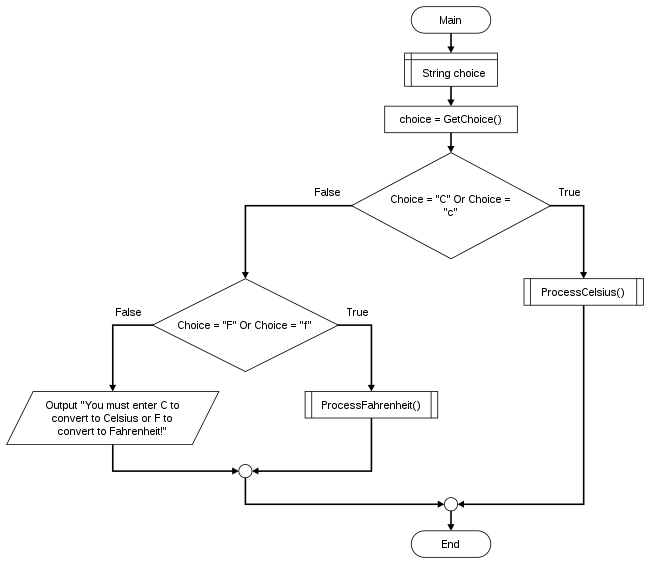 Main
String choice
choice = GetChoice()
False
True
Choice = "C" Or Choice =
"c"
ProcessCelsius()
False
True
Choice = "F" Or Choice = "f"
Output "You must enter C to
convert to Celsius or F to
convert to Fahrenheit!"
ProcessFahrenheit()
End